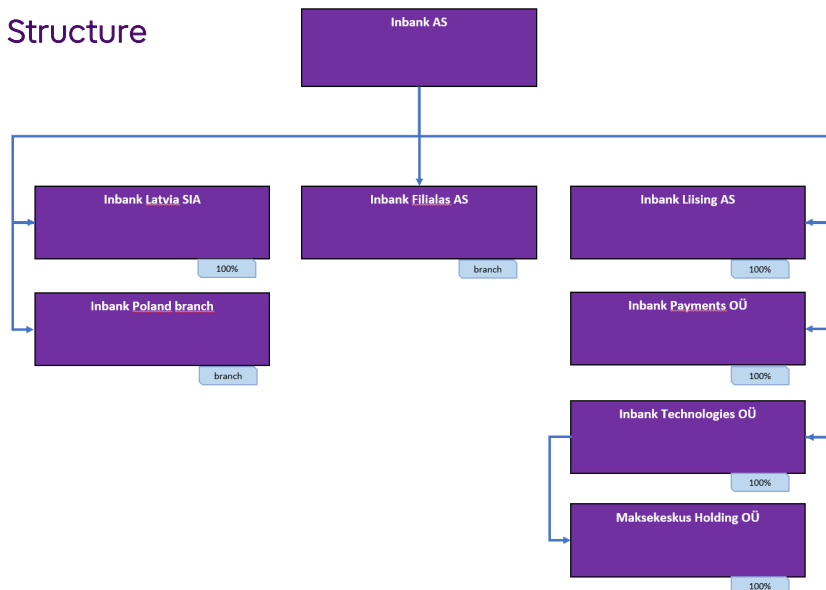 Structure
Inbank AS
Inbank Latvia SIA
100%
Inbank Filialas AS
branch
Inbank Liising AS
100%
Inbank Poland branch
branch
Inbank Payments OÜ
100%
Inbank Technologies OÜ
100%
Maksekeskus Holding OÜ
100%